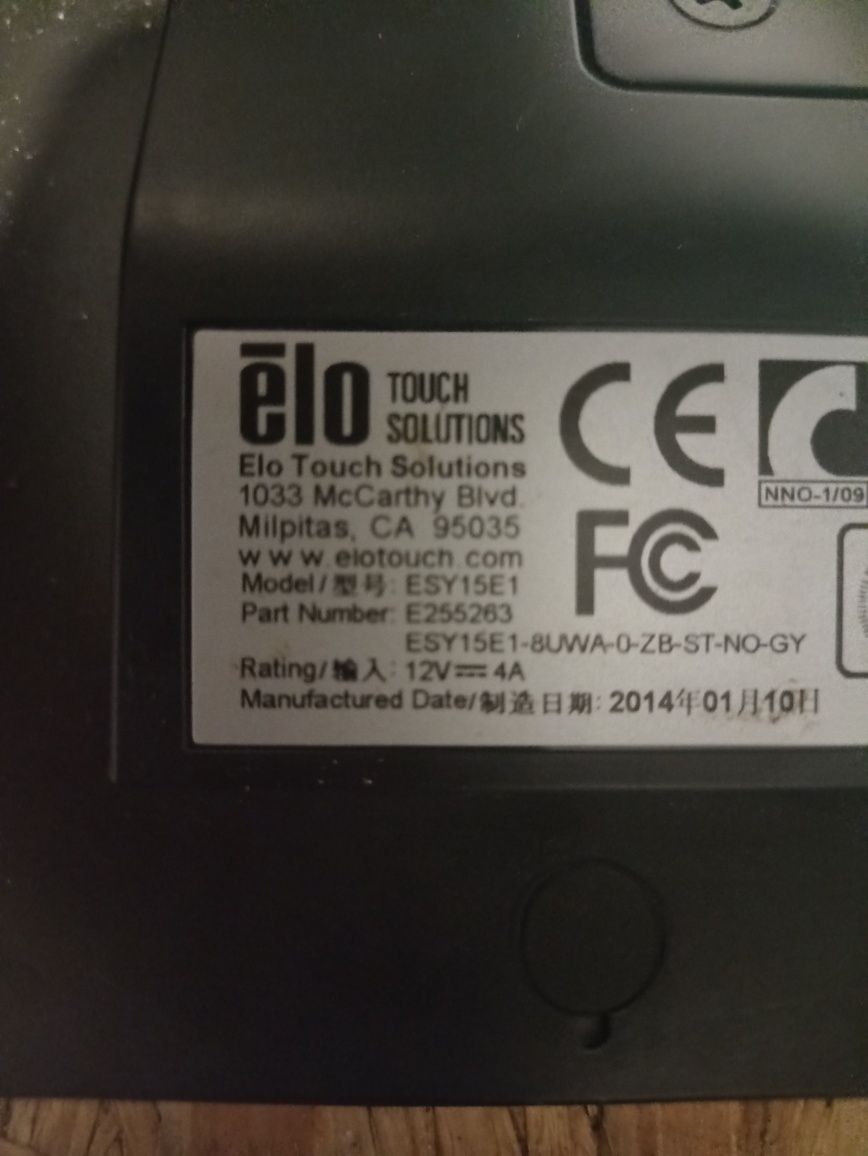 ēlo TOUCH SOLUTIONS
Elo Touch Solutions
1033 McCarthy Blvd.
Milpitas, CA 95035
www.elotouch.com
Model/型号: ESY15E1
Part Number: E255263
ESY15E1-8UWA-0-ZB-ST-NO-GY
Rating/输入: 12V⎓4A
Manufactured Date/制造日期: 2014年01月10日
CE
FC
NNO-1/09